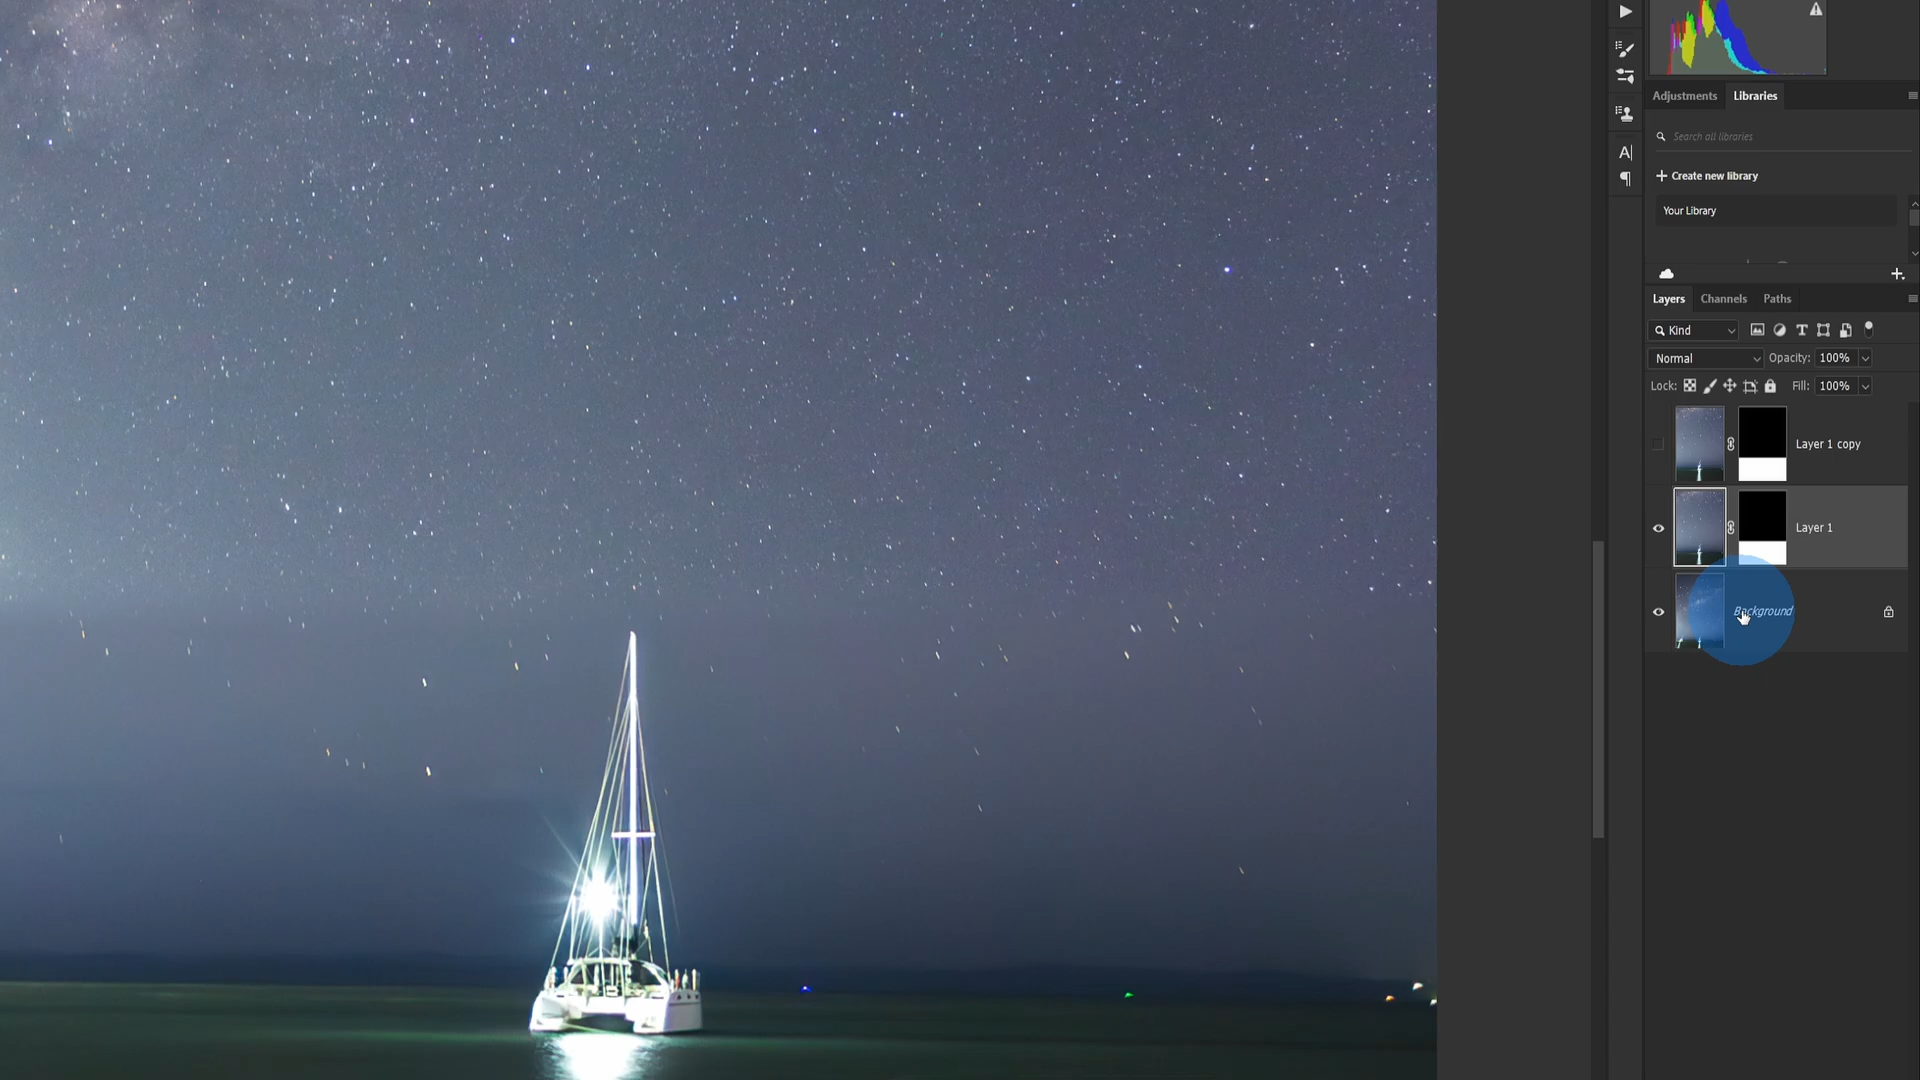 Adjustments Libraries
Search all libraries
+ Create new library
Your Library
Layers Channels Paths
Kind
Normal Opacity: 100%
Lock: Fill: 100%
Layer 1 copy
Layer 1
Background